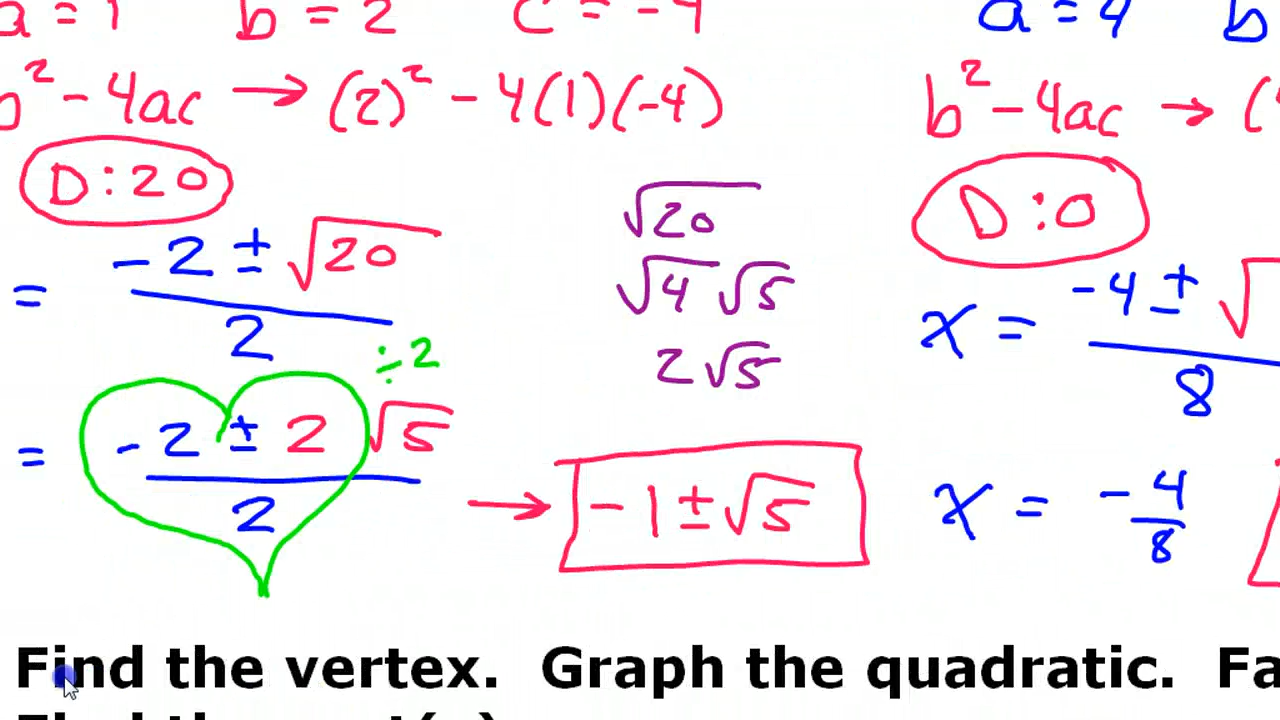 a = 1 b = 2 c = -4
b² - 4ac → (2)² - 4(1)(-4)
D : 20
= -2 ± √20 / 2
÷2
= -2 ± 2√5 / 2
√20
√4 √5
2√5
→ -1 ± √5
a = 4 b
b² - 4ac → (
D : 0
x = -4 ± √ / 8
x = -4/8
Find the vertex. Graph the quadratic. Fa